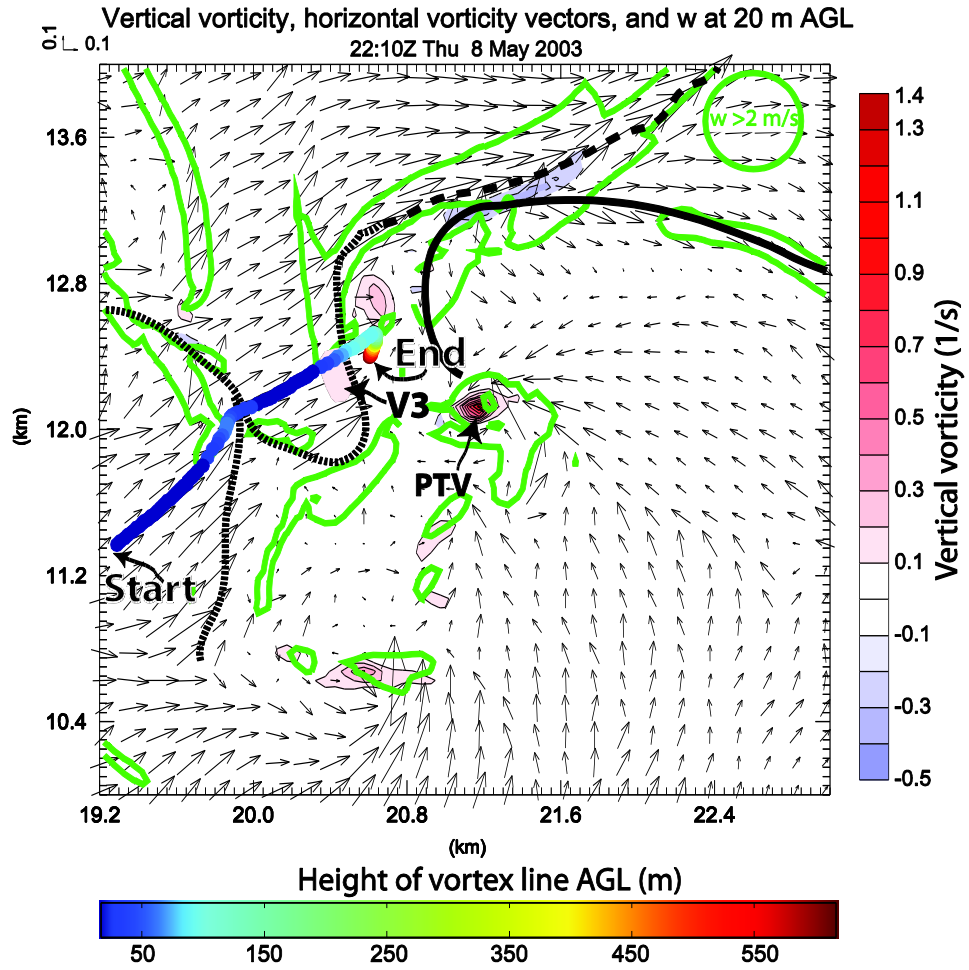 Vertical vorticity, horizontal vorticity vectors, and w at 20 m AGL
0.1
0.1
22:10Z Thu 8 May 2003
w >2 m/s
13.6
12.8
12.0
11.2
10.4
(km)
End
V3
PTV
Start
19.2 20.0 20.8 21.6 22.4
(km)
1.4
1.3
1.1
0.9
0.7
0.5
0.3
0.1
-0.1
-0.3
-0.5
Vertical vorticity (1/s)
Height of vortex line AGL (m)
50 150 250 350 450 550